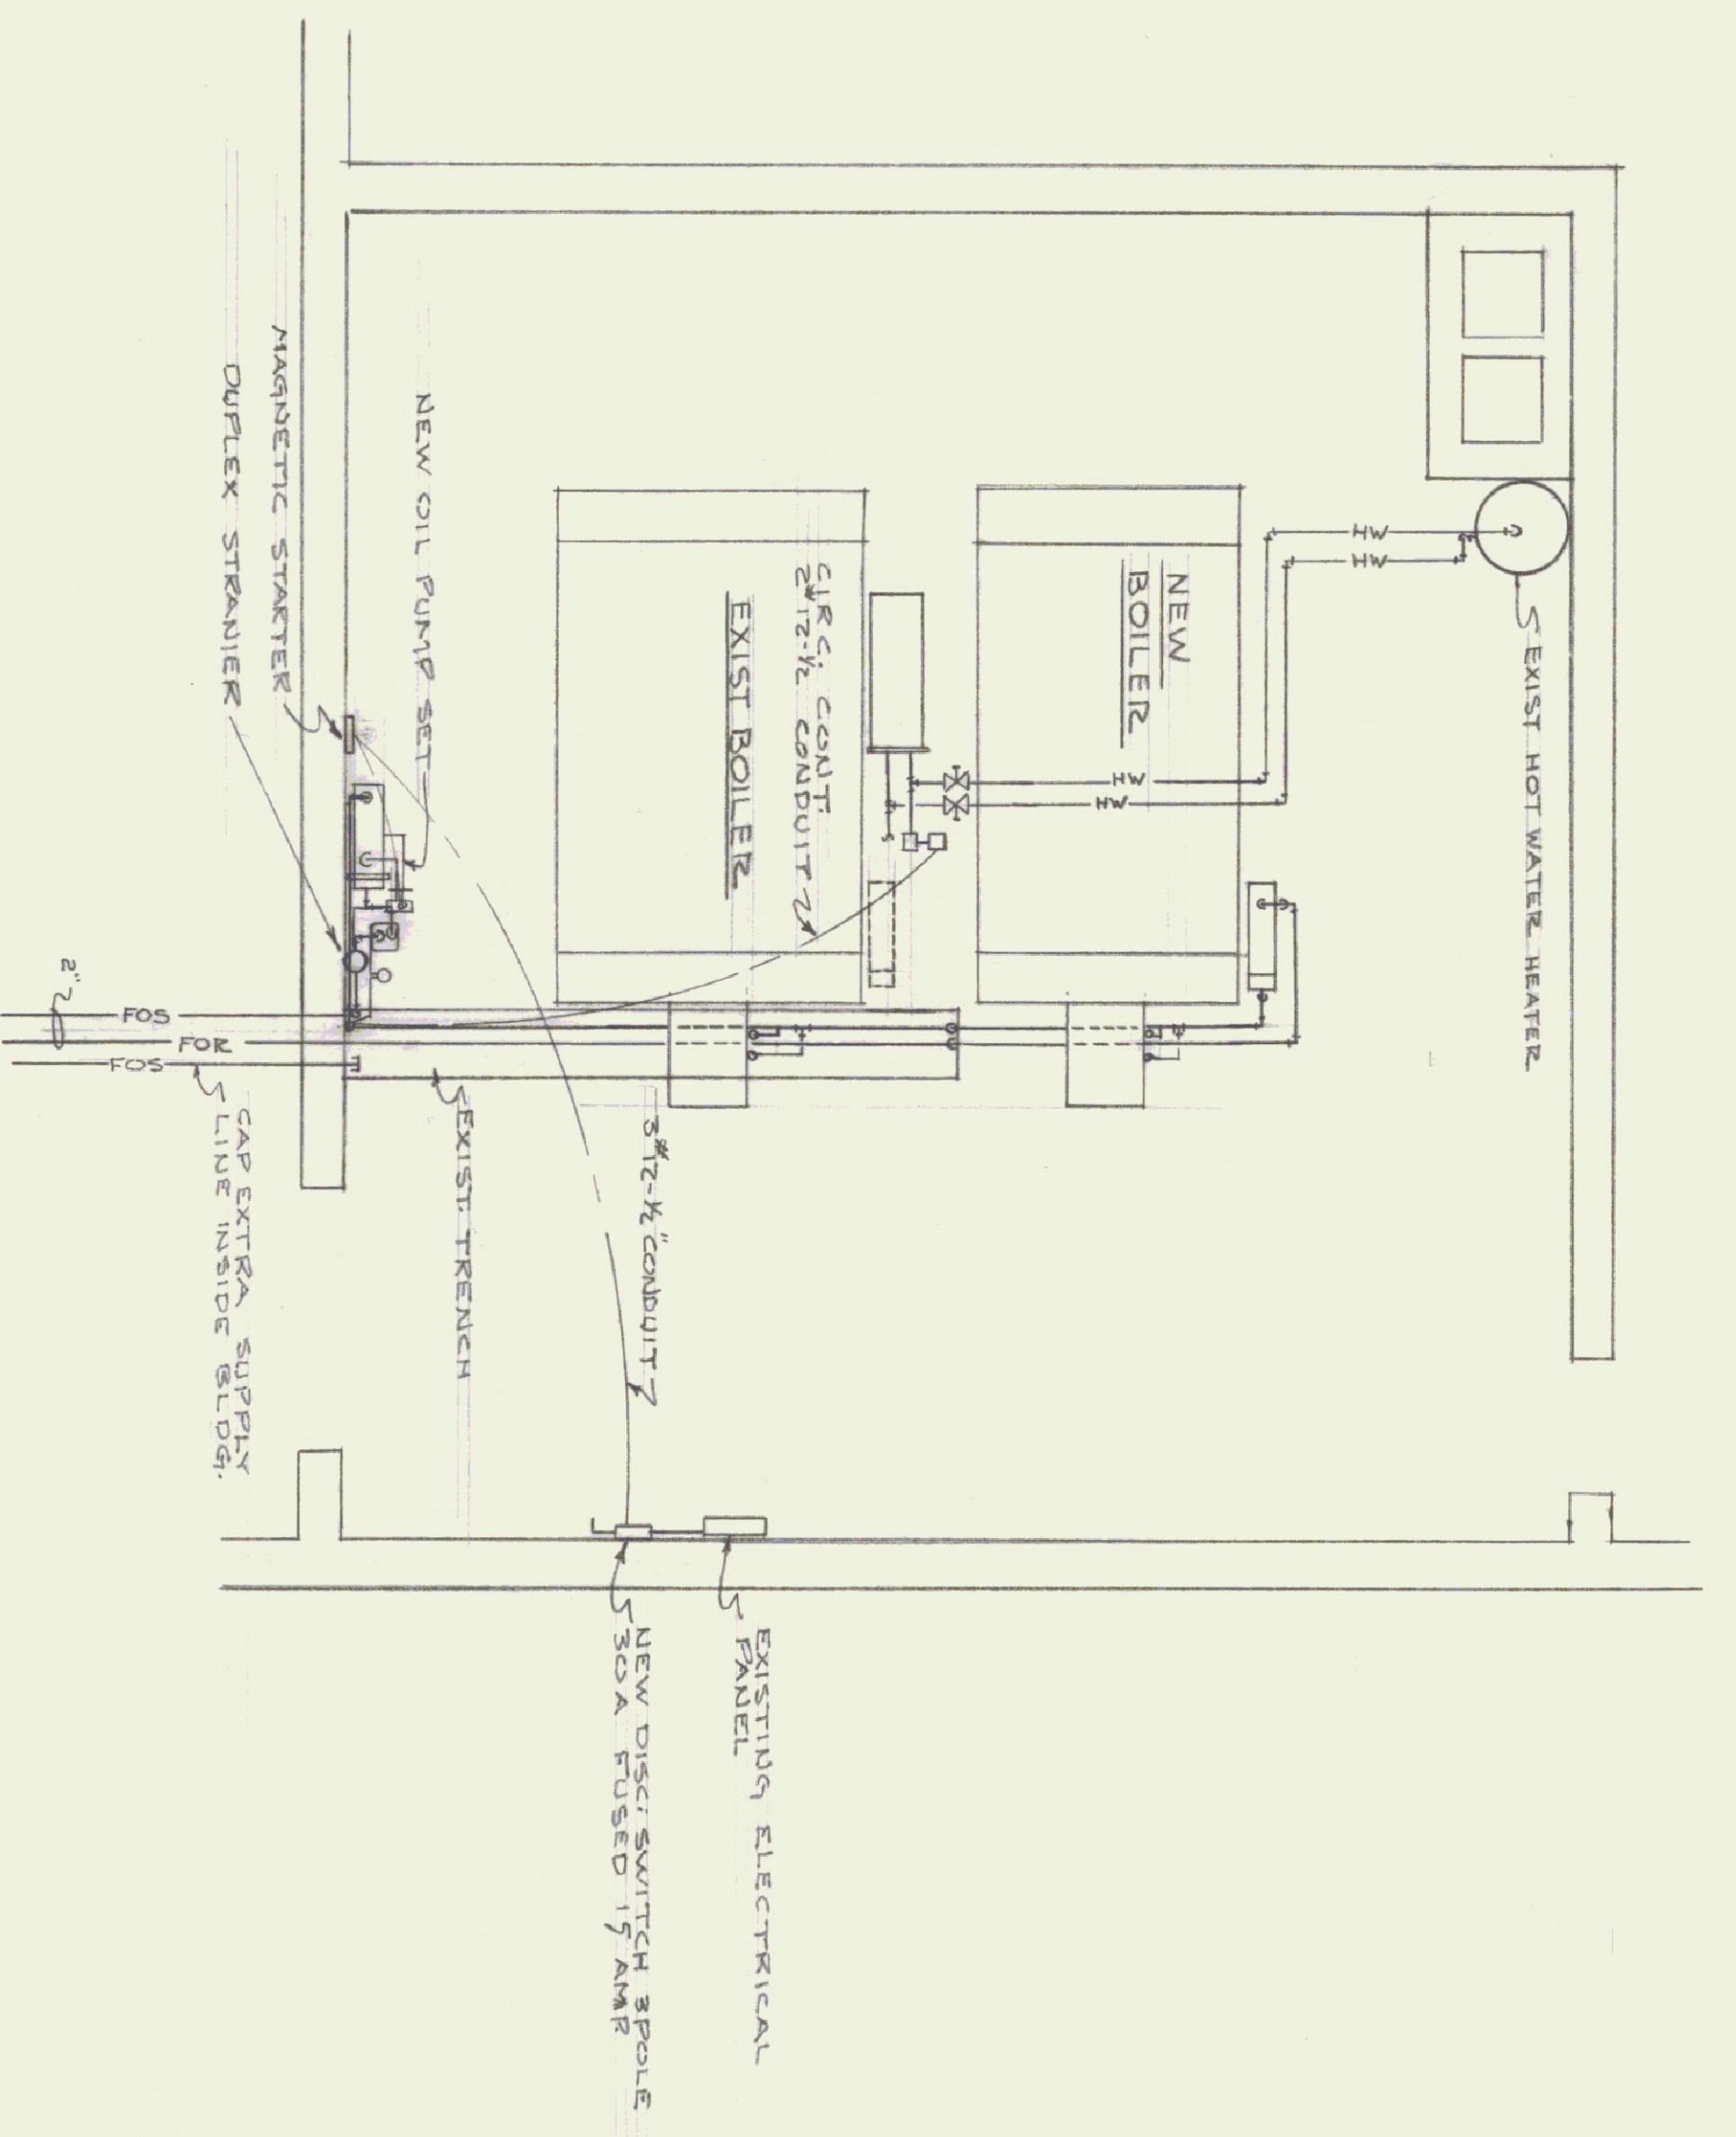 EXIST HOT WATER HEATER
HW
HW
NEW
BOILER
HW
HW
CIRC. CONT.
2#12-½ CONDUIT
EXIST BOILER
NEW OIL PUMP SET
MAGNETIC STARTER
DUPLEX STRANIER
EXISTING ELECTRICAL
PANEL
NEW DISC. SWITCH 3POLE
30A FUSED 15 AMP
3#12-½" CONDUIT
EXIST. TRENCH
CAP EXTRA SUPPLY
LINE INSIDE BLDG.
FOS
FOR
FOS
2"